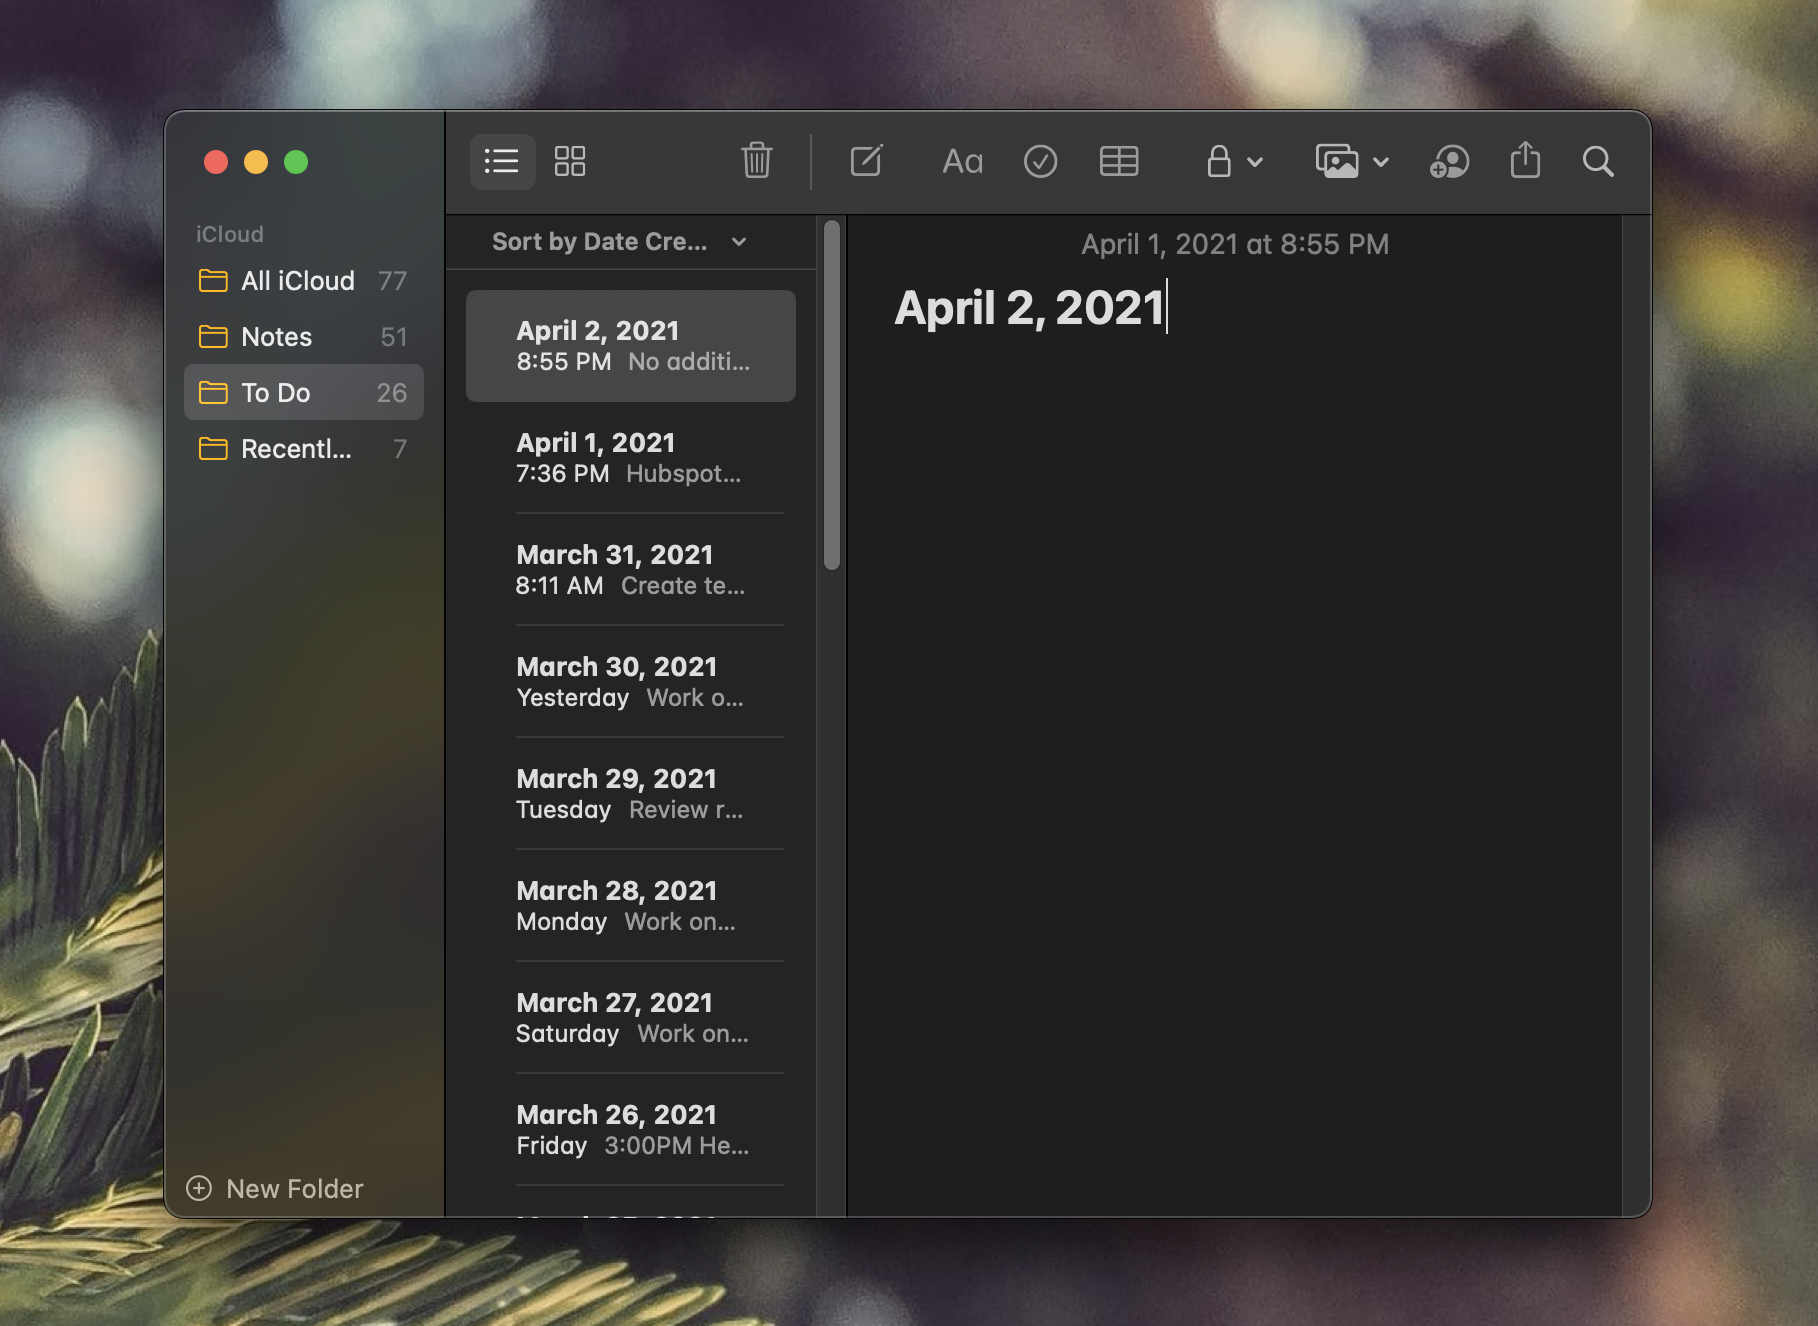 iCloud
All iCloud 77
Notes 51
To Do 26
Recentl... 7
New Folder
Aa
Sort by Date Cre...
April 2, 2021
8:55 PM No additi...
April 1, 2021
7:36 PM Hubspot...
March 31, 2021
8:11 AM Create te...
March 30, 2021
Yesterday Work o...
March 29, 2021
Tuesday Review r...
March 28, 2021
Monday Work on...
March 27, 2021
Saturday Work on...
March 26, 2021
Friday 3:00PM He...
April 1, 2021 at 8:55 PM
April 2, 2021